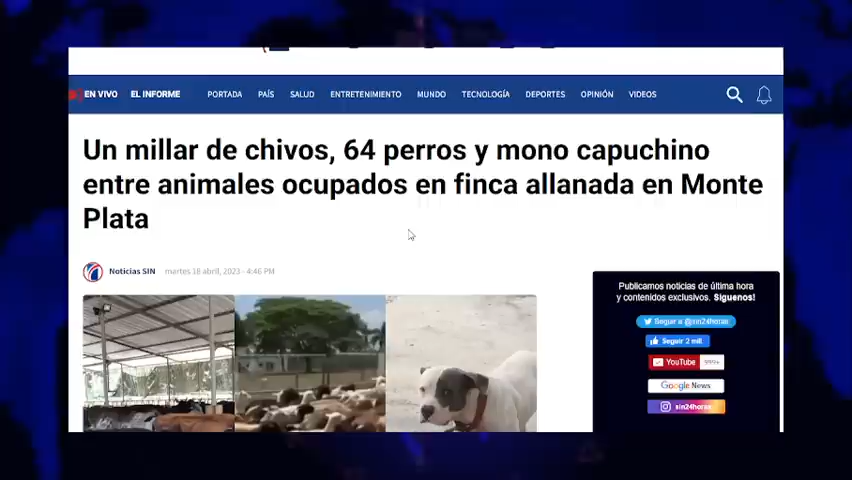 EN VIVO EL INFORME PORTADA PAÍS SALUD ENTRETENIMIENTO MUNDO TECNOLOGÍA DEPORTES OPINIÓN VIDEOS
Un millar de chivos, 64 perros y mono capuchino
entre animales ocupados en finca allanada en Monte
Plata
Noticias SIN martes 18 abril, 2023 - 4:46 PM
Publicamos noticias de última hora
y contenidos exclusivos. Síguenos!
Seguir a @sin24horas
Seguir 2 mil.
YouTube
Google News
sin24horas